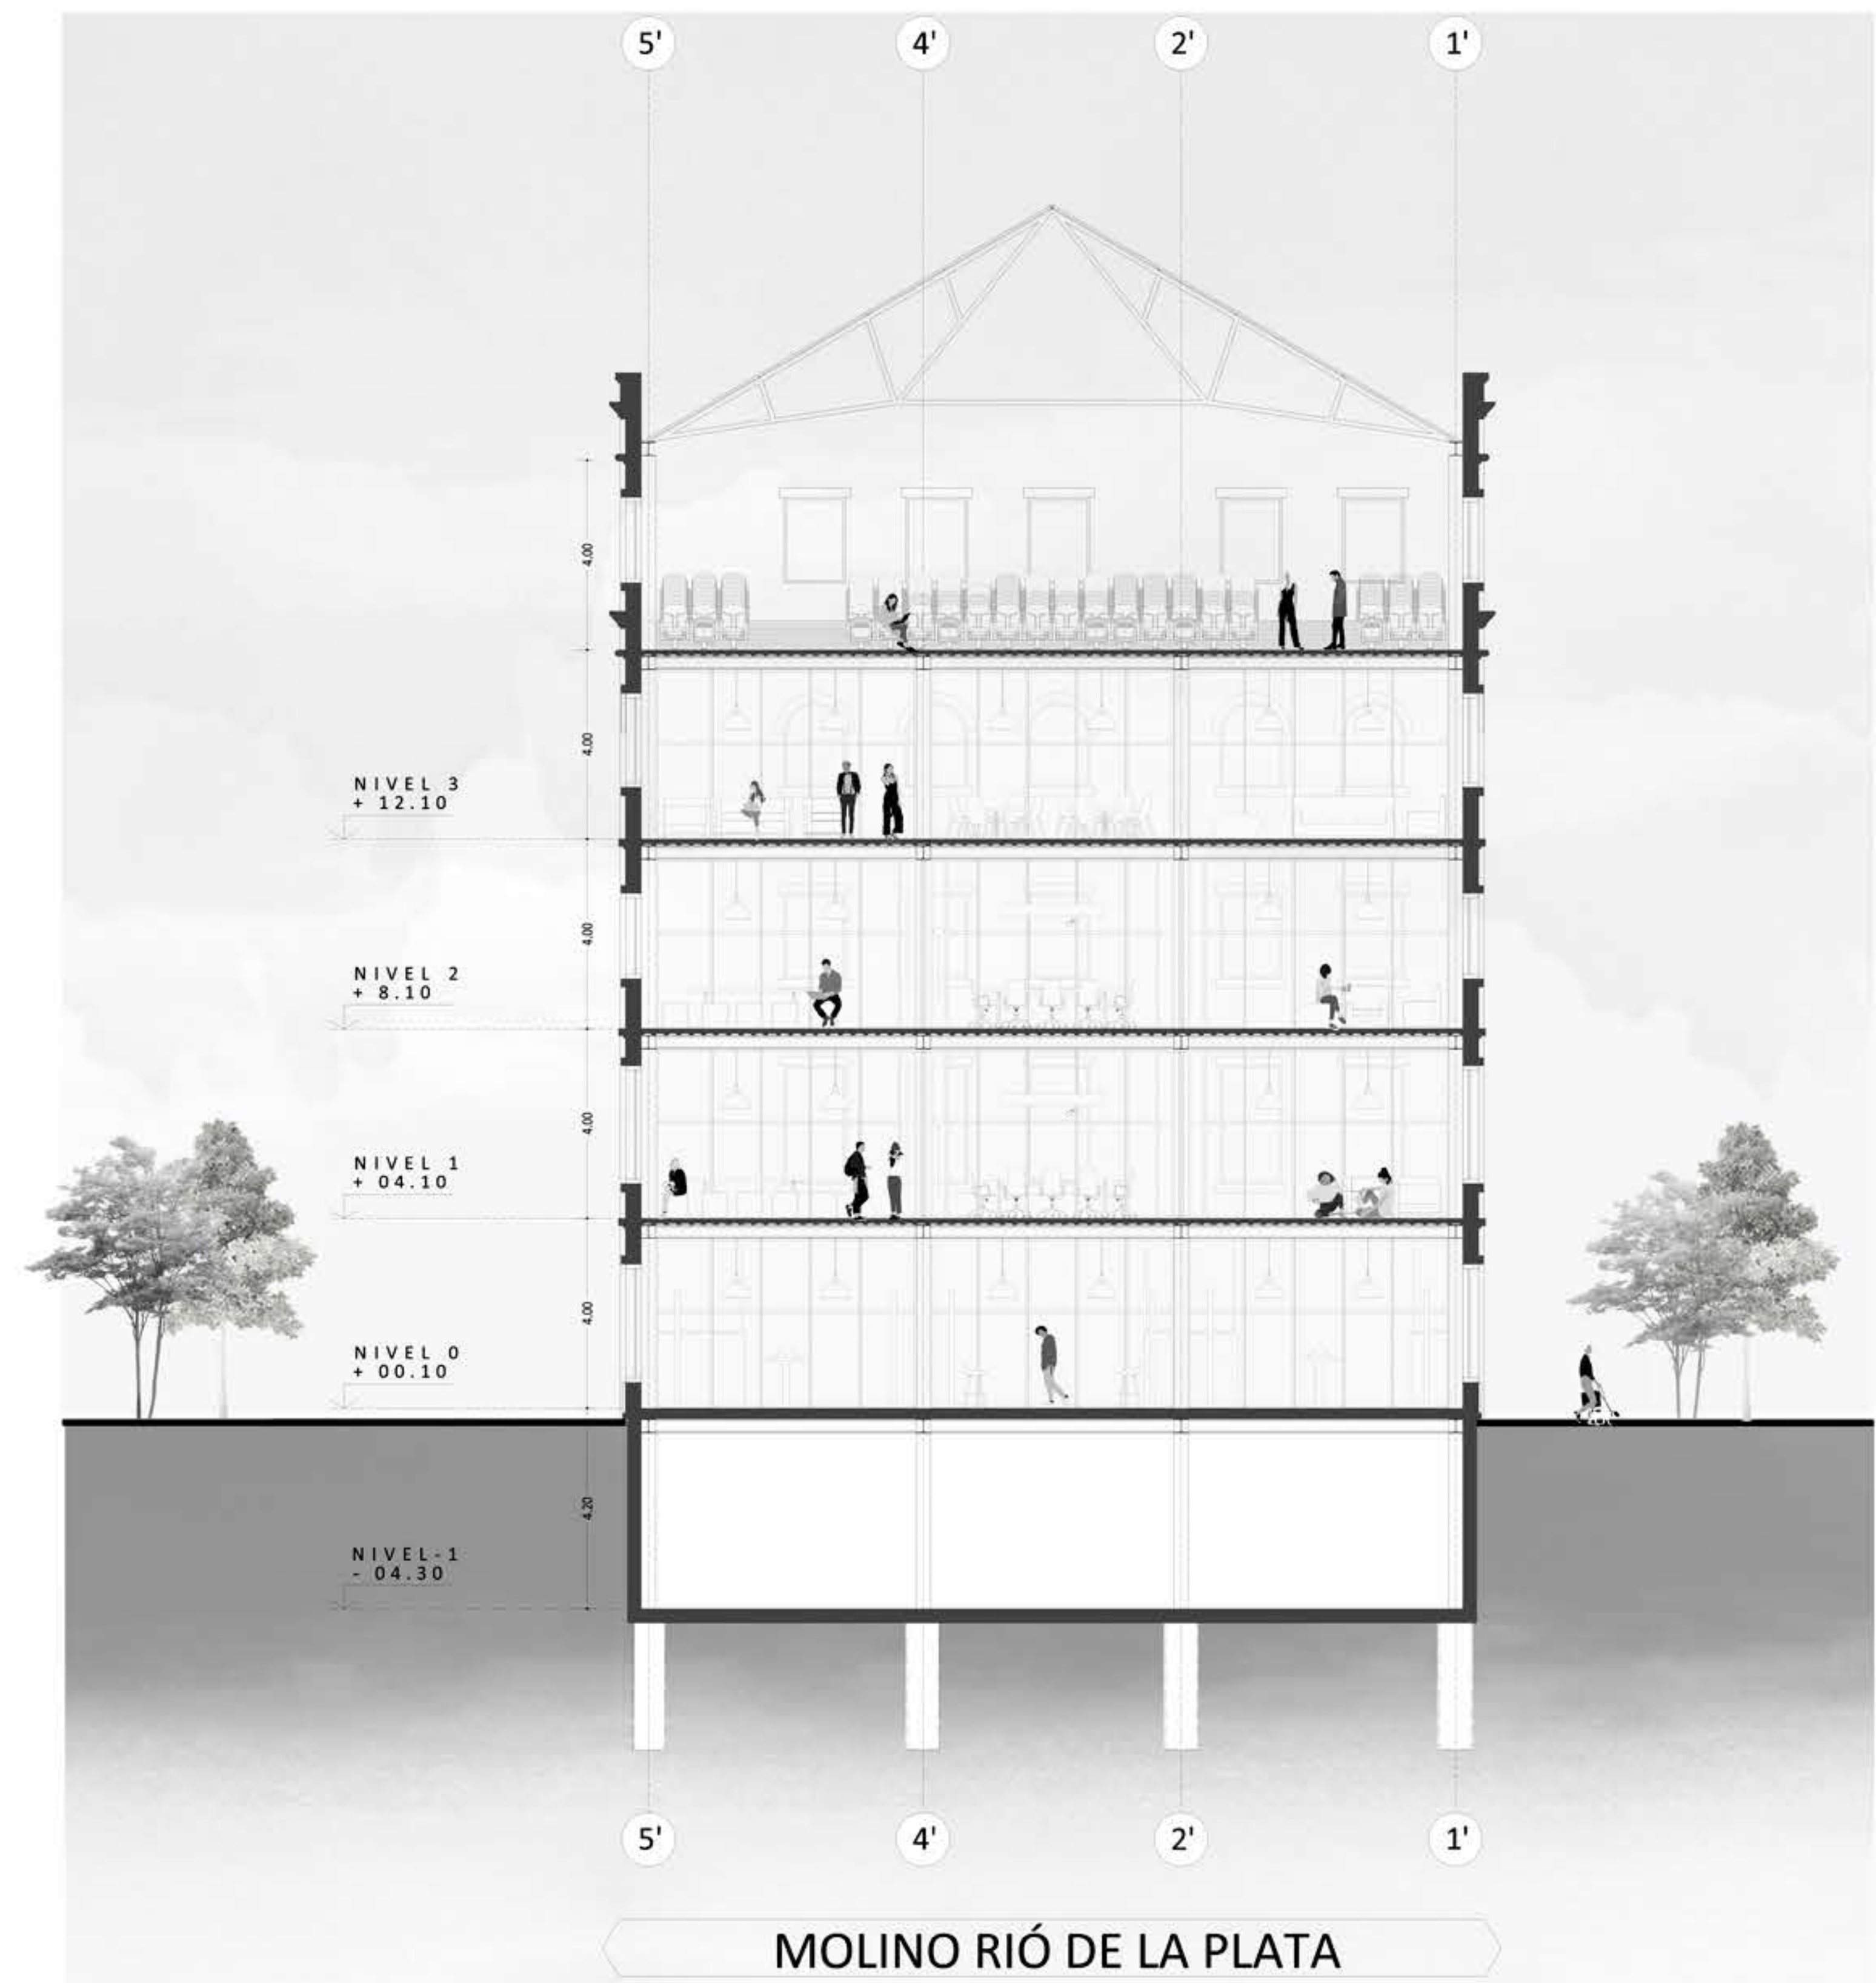 5' 4' 2' 1'
4.00
4.00
NIVEL 3
+ 12.10
4.00
NIVEL 2
+ 8.10
4.00
NIVEL 1
+ 04.10
4.00
NIVEL 0
+ 00.10
4.20
NIVEL-1
- 04.30
5' 4' 2' 1'
MOLINO RIÓ DE LA PLATA